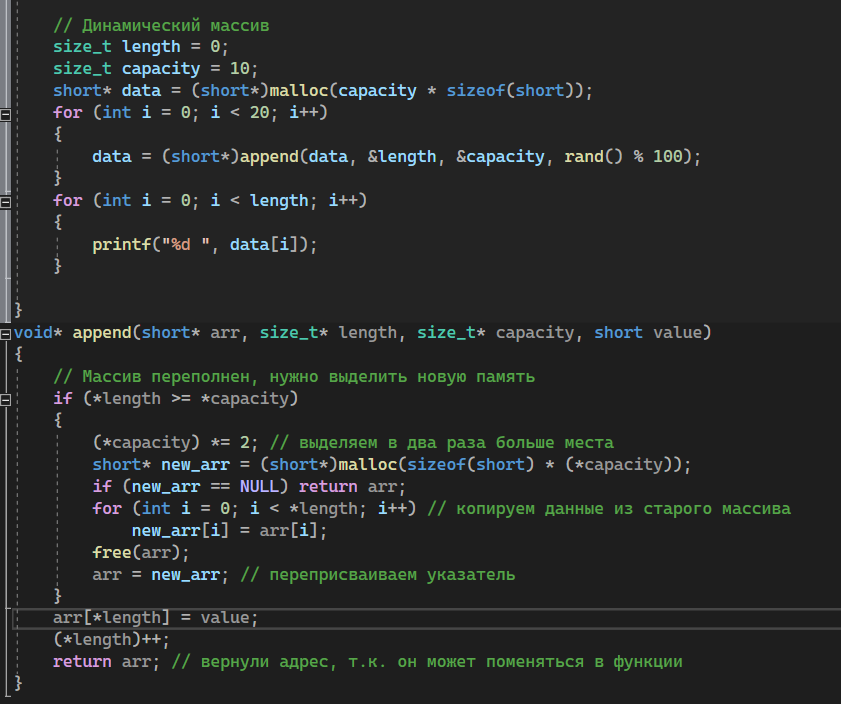 // Динамический массив
size_t length = 0;
size_t capacity = 10;
short* data = (short*)malloc(capacity * sizeof(short));
for (int i = 0; i < 20; i++)
{
data = (short*)append(data, &length, &capacity, rand() % 100);
}
for (int i = 0; i < length; i++)
{
printf("%d ", data[i]);
}
}
void* append(short* arr, size_t* length, size_t* capacity, short value)
{
// Массив переполнен, нужно выделить новую память
if (*length >= *capacity)
{
(*capacity) *= 2; // выделяем в два раза больше места
short* new_arr = (short*)malloc(sizeof(short) * (*capacity));
if (new_arr == NULL) return arr;
for (int i = 0; i < *length; i++) // копируем данные из старого массива
new_arr[i] = arr[i];
free(arr);
arr = new_arr; // переприсваиваем указатель
}
arr[*length] = value;
(*length)++;
return arr; // вернули адрес, т.к. он может поменяться в функции
}